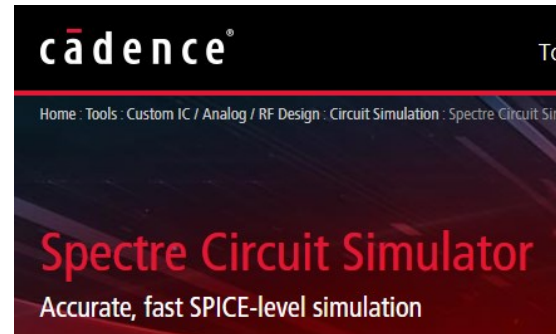 cādence®
To
Home : Tools : Custom IC / Analog / RF Design : Circuit Simulation : Spectre Circuit Si
Spectre Circuit Simulator
Accurate, fast SPICE-level simulation